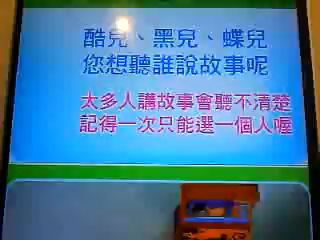 酷兒、黑兒、蝶兒
您想聽誰說故事呢
太多人講故事會聽不清楚
記得一次只能選一個人喔